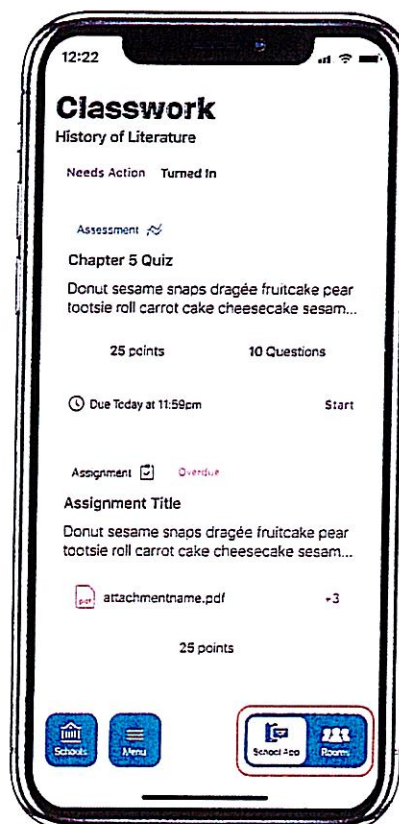 12:22
Classwork
History of Literature
Needs Action Turned In
Assessment
Chapter 5 Quiz
Donut sesame snaps dragée fruitcake pear
tootsie roll carrot cake cheesecake sesam...
25 points 10 Questions
Due Today at 11:59pm Start
Assignment Overdue
Assignment Title
Donut sesame snaps dragée fruitcake pear
tootsie roll carrot cake cheesecake sesam...
pdf attachmentname.pdf +3
25 points
Schools Menu School App Rooms